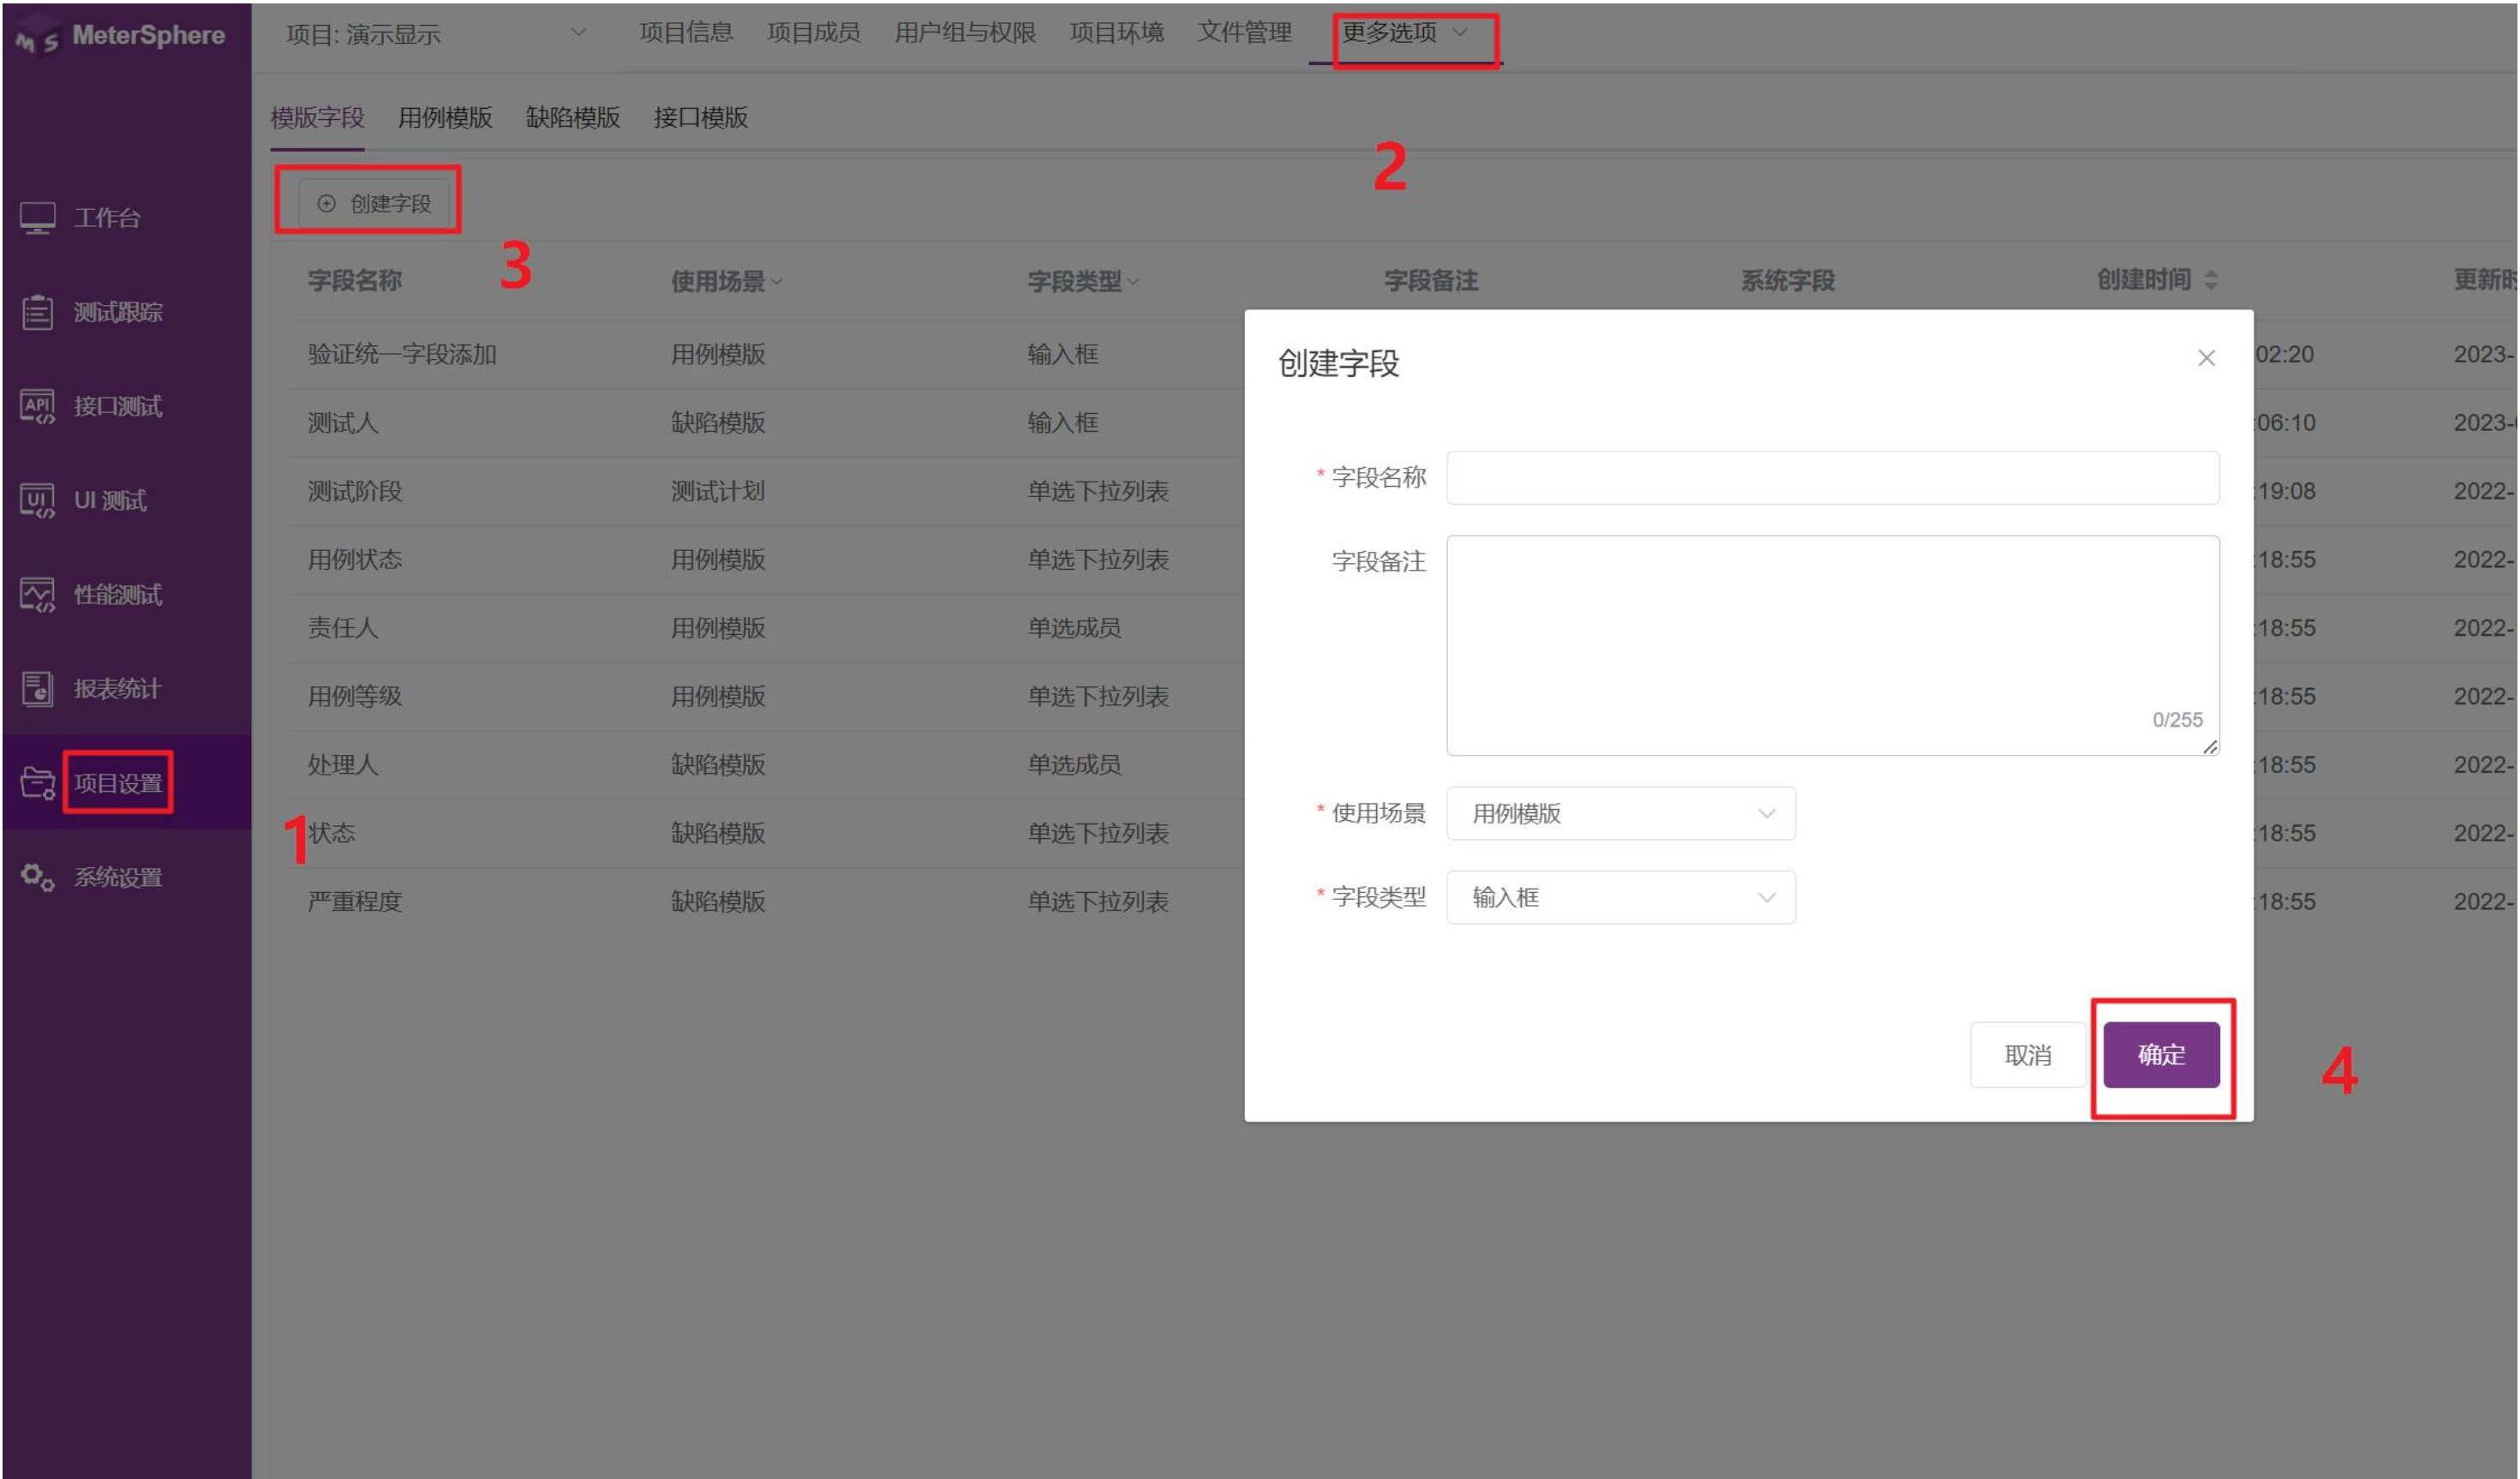 MS MeterSphere
项目: 演示显示 项目信息 项目成员 用户组与权限 项目环境 文件管理 更多选项
模版字段 用例模版 缺陷模版 接口模版
2
创建字段
3
工作台
测试跟踪
API 接口测试
UI UI 测试
性能测试
报表统计
项目设置
1
系统设置
字段名称 使用场景 字段类型 字段备注 系统字段 创建时间 更新时
验证统一字段添加 用例模版 输入框 02:20 2023-
测试人 缺陷模版 输入框 :06:10 2023-
测试阶段 测试计划 单选下拉列表 :19:08 2022-
用例状态 用例模版 单选下拉列表 :18:55 2022-
责任人 用例模版 单选成员 :18:55 2022-
用例等级 用例模版 单选下拉列表 :18:55 2022-
处理人 缺陷模版 单选成员 :18:55 2022-
状态 缺陷模版 单选下拉列表 :18:55 2022-
严重程度 缺陷模版 单选下拉列表 :18:55 2022-
创建字段
* 字段名称
字段备注
0/255
* 使用场景 用例模版
* 字段类型 输入框
取消 确定
4